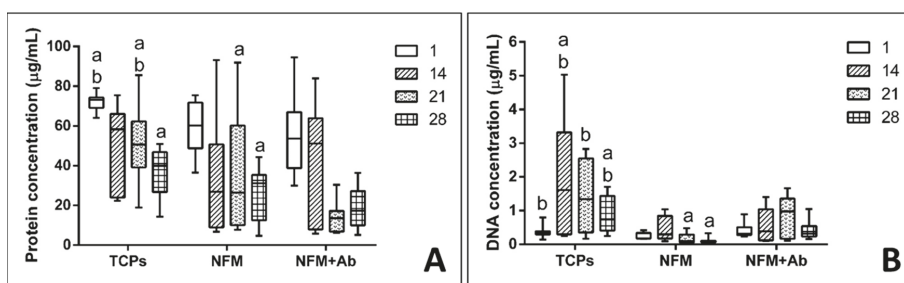 Protein concentration (µg/mL)
100
80
60
40
20
0
a
b
a
b
a
a
a
TCPs
NFM
NFM+Ab
1
14
21
28
A
DNA concentration (µg/mL)
6
5
4
3
2
1
0
b
a
b
b
a
b
a
a
TCPs
NFM
NFM+Ab
1
14
21
28
B